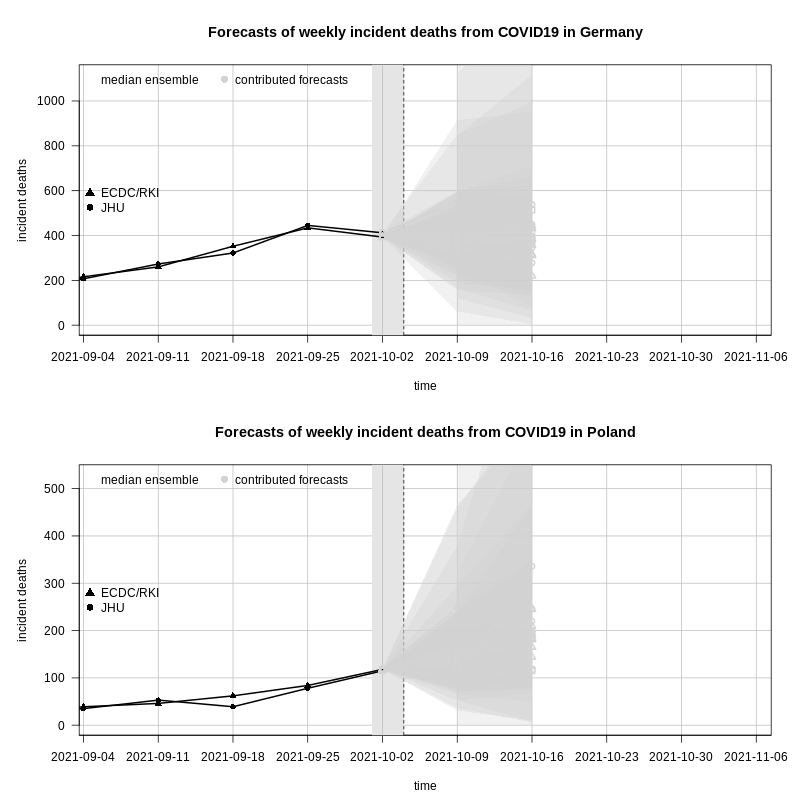 Forecasts of weekly incident deaths from COVID19 in Germany
median ensemble contributed forecasts
1000
800
600
400
200
0
incident deaths
ECDC/RKI
JHU
2021-09-04 2021-09-11 2021-09-18 2021-09-25 2021-10-02 2021-10-09 2021-10-16 2021-10-23 2021-10-30 2021-11-06
time
Forecasts of weekly incident deaths from COVID19 in Poland
median ensemble contributed forecasts
500
400
300
200
100
0
incident deaths
ECDC/RKI
JHU
2021-09-04 2021-09-11 2021-09-18 2021-09-25 2021-10-02 2021-10-09 2021-10-16 2021-10-23 2021-10-30 2021-11-06
time